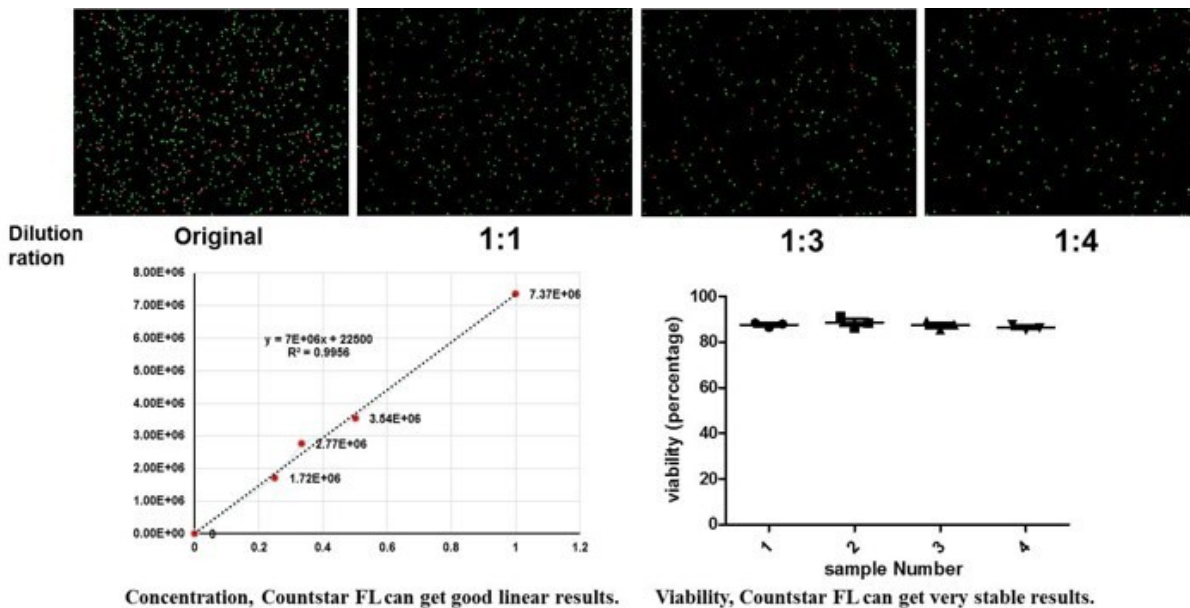 Dilution
ration
Original
1:1
1:3
1:4
8.00E+06
7.00E+06
6.00E+06
5.00E+06
4.00E+06
3.00E+06
2.00E+06
1.00E+06
0.00E+00
0
0.2
0.4
0.6
0.8
1
1.2
y = 7E+06x + 22500
R² = 0.9956
7.37E+06
3.54E+06
2.77E+06
1.72E+06
0
viability (percentage)
100
80
60
40
20
0
1
2
3
4
sample Number
Concentration, Countstar FL can get good linear results.
Viability, Countstar FL can get very stable results.